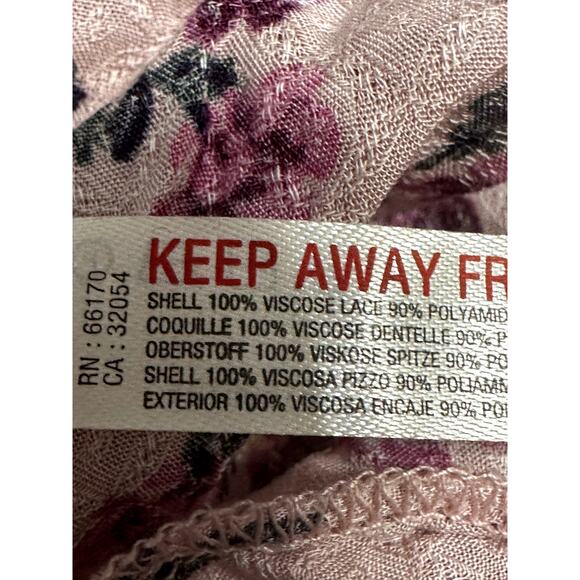 RN : 66170
CA : 32054
KEEP AWAY FR
SHELL 100% VISCOSE LACE 90% POLYAMID
COQUILLE 100% VISCOSE DENTELLE 90% P
OBERSTOFF 100% VISKOSE SPITZE 90% PO
SHELL 100% VISCOSA PIZZO 90% POLIAMM
EXTERIOR 100% VISCOSA ENCAJE 90% POI